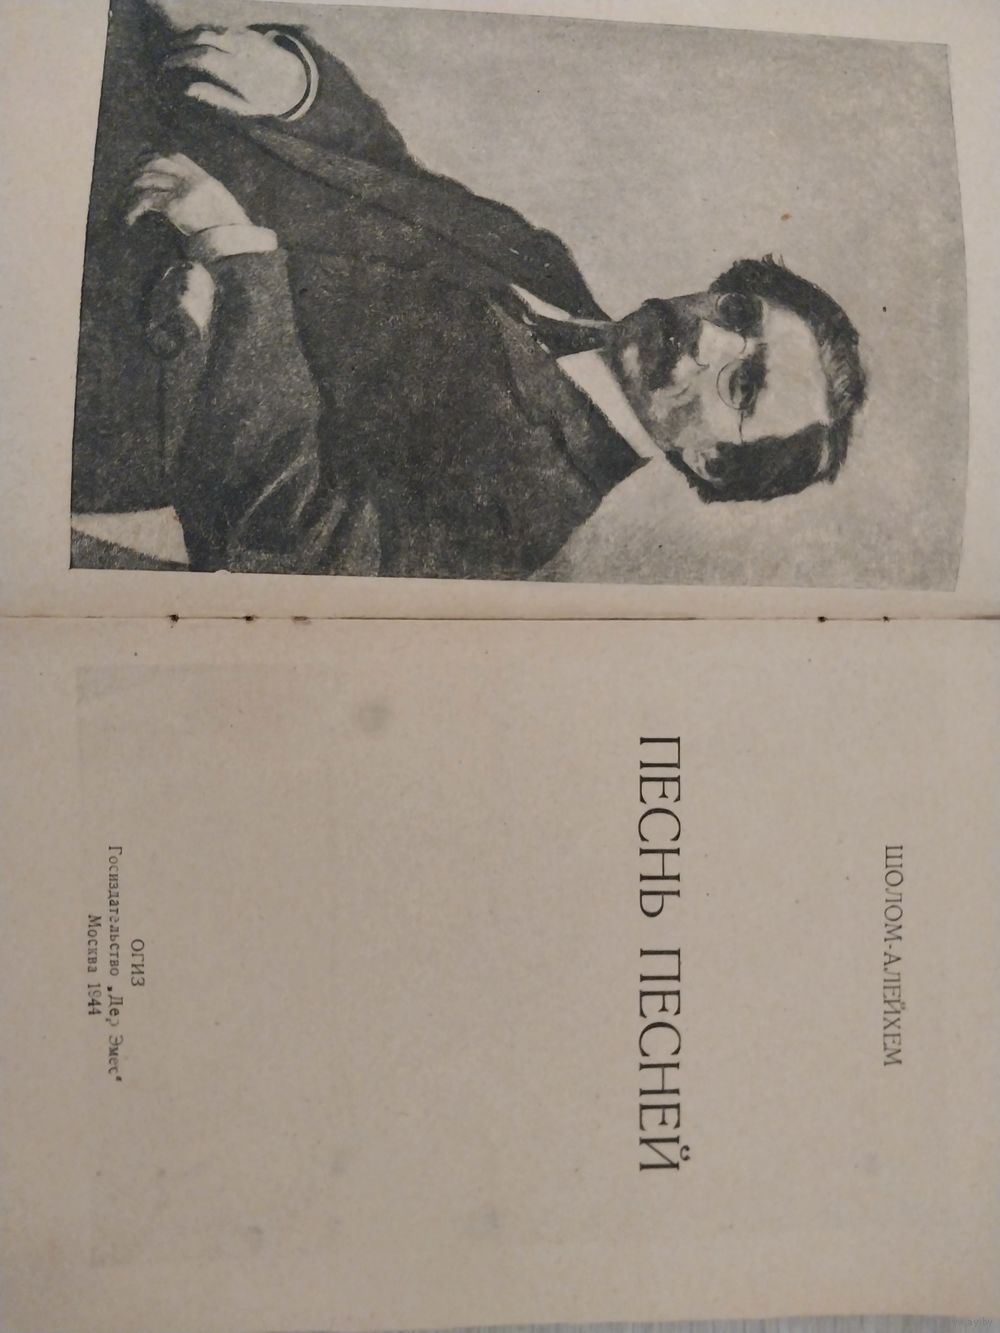 ШОЛОМ-АЛЕЙХЕМ
ПЕСНЬ ПЕСНЕЙ
ОГИЗ
Госиздательство „Дер Эмес“
Москва 1944